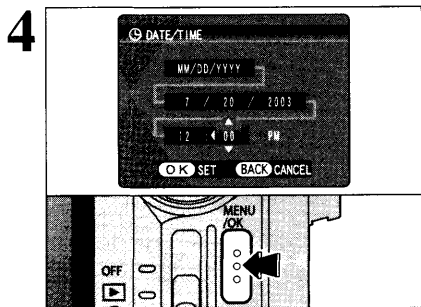 4
DATE/TIME
MM/DD/YYYY
7 / 20 / 2003
12 : 00 PM
OK SET BACK CANCEL
MENU
/OK
OFF